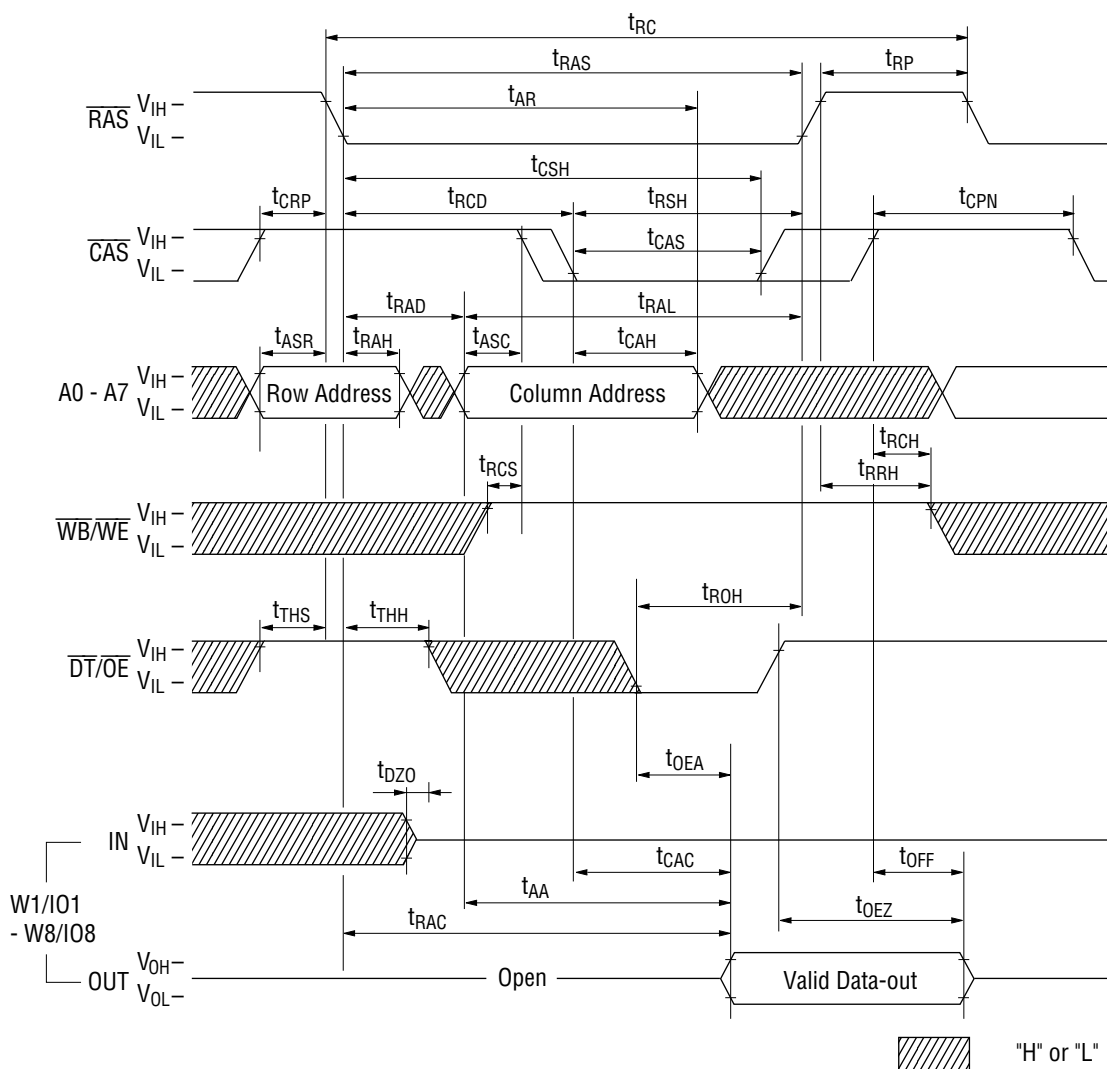 tRC
tRAS
tRP
tAR
RAS
VIH
VIL
tCSH
tCRP
tRCD
tRSH
tCPN
CAS
VIH
VIL
tCAS
tRAD
tRAL
tASR
tRAH
tASC
tCAH
A0 - A7
VIH
VIL
Row Address
Column Address
tRCH
tRCS
tRRH
WB/WE
VIH
VIL
tROH
tTHS
tTHH
DT/OE
VIH
VIL
tOEA
tDZO
IN
VIH
VIL
tCAC
tOFF
tAA
tOEZ
W1/IO1
- W8/IO8
tRAC
OUT
VOH
VOL
Open
Valid Data-out
"H" or "L"